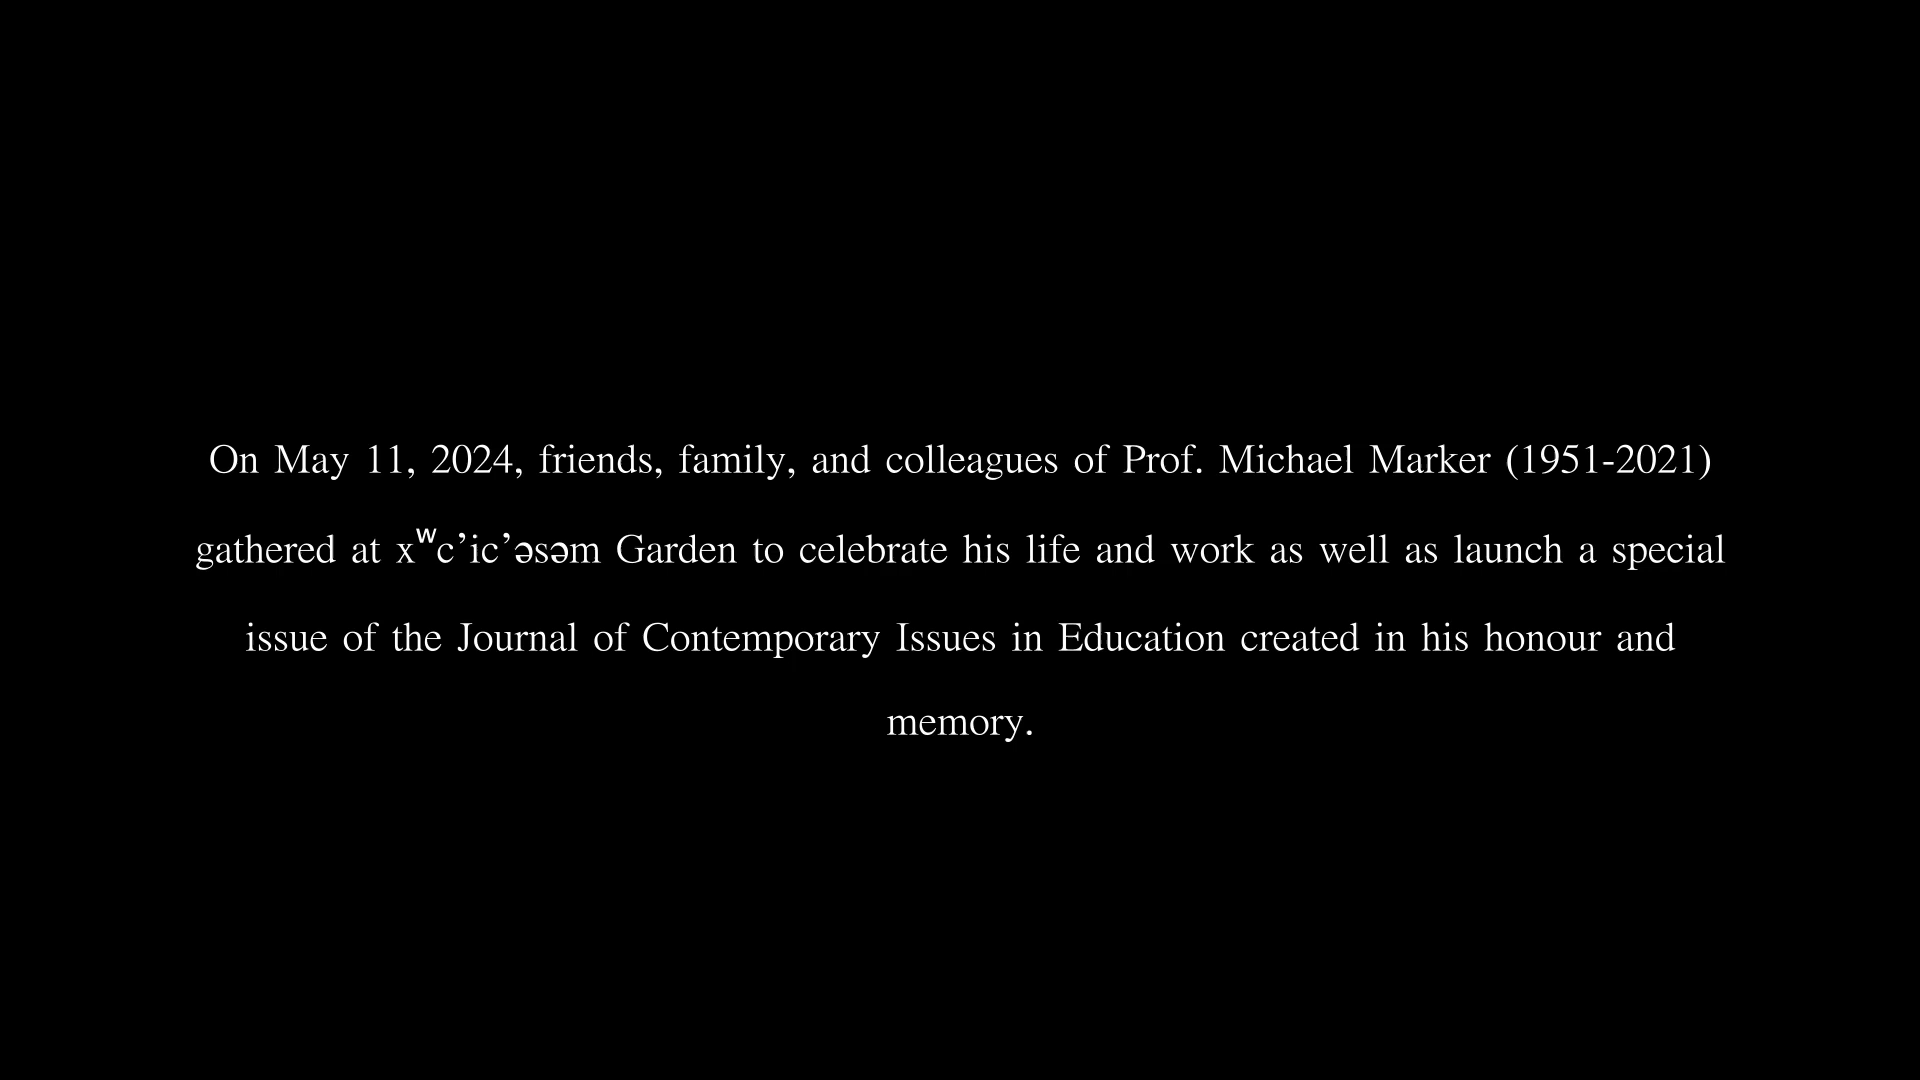 On May 11, 2024, friends, family, and colleagues of Prof. Michael Marker (1951-2021)
gathered at xʷc’ic’əsəm Garden to celebrate his life and work as well as launch a special
issue of the Journal of Contemporary Issues in Education created in his honour and
memory.